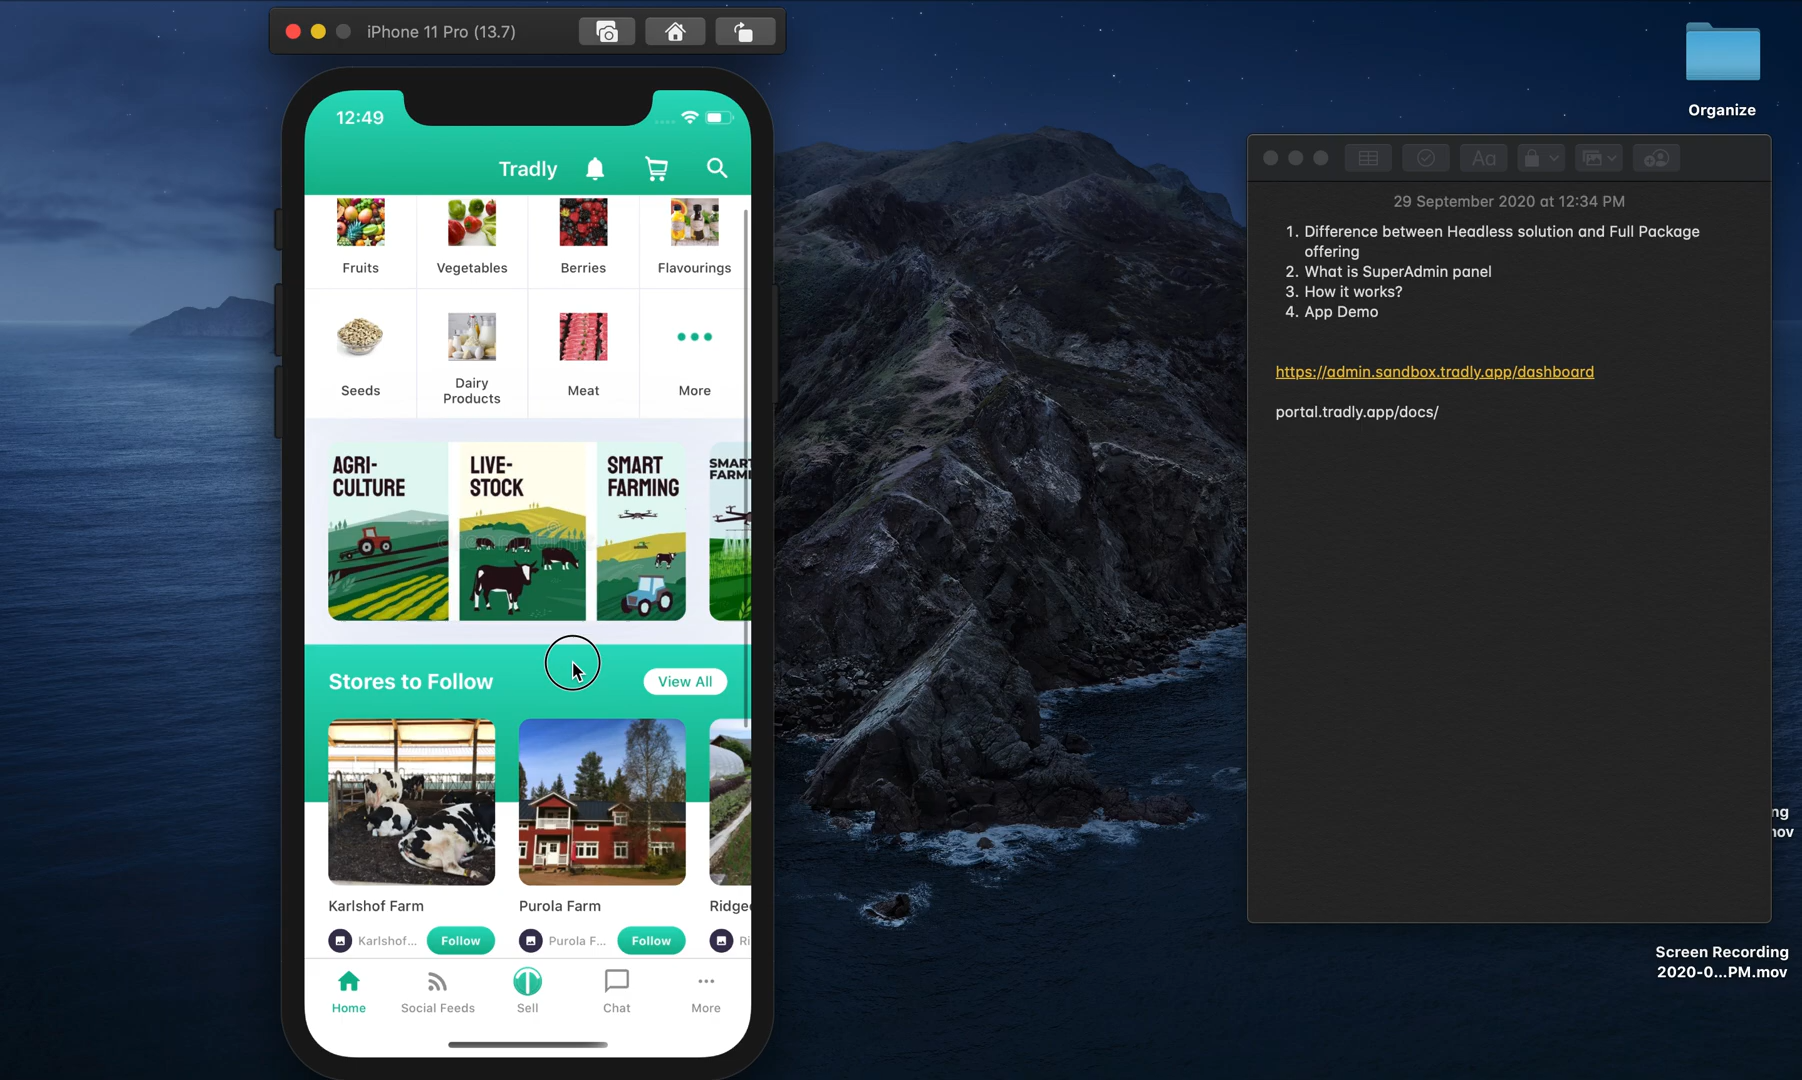 iPhone 11 Pro (13.7)
12:49
Tradly
Fruits
Vegetables
Berries
Flavourings
Seeds
Dairy
Products
Meat
More
AGRI-
CULTURE
LIVE-
STOCK
SMART
FARMING
Stores to Follow
View All
Karlshof Farm
Purola Farm
Karlshof...
Follow
Purola F...
Follow
Home
Social Feeds
Sell
Chat
More
Organize
Aa
29 September 2020 at 12:34 PM
1. Difference between Headless solution and Full Package
offering
2. What is SuperAdmin panel
3. How it works?
4. App Demo
https://admin.sandbox.tradly.app/dashboard
portal.tradly.app/docs/
Screen Recording
2020-0...PM.mov